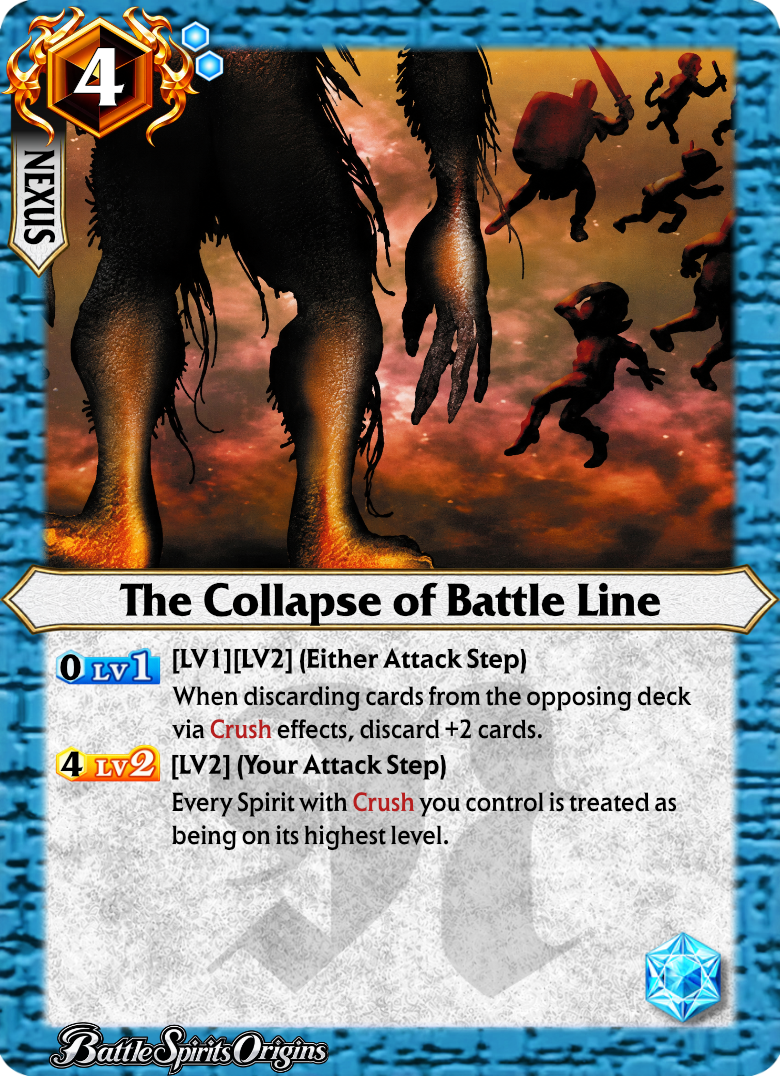 4
NEXUS
The Collapse of Battle Line
0 LV1 [LV1][LV2] (Either Attack Step)
When discarding cards from the opposing deck
via Crush effects, discard +2 cards.
4 LV2 [LV2] (Your Attack Step)
Every Spirit with Crush you control is treated as
being on its highest level.
Battle Spirits Origins